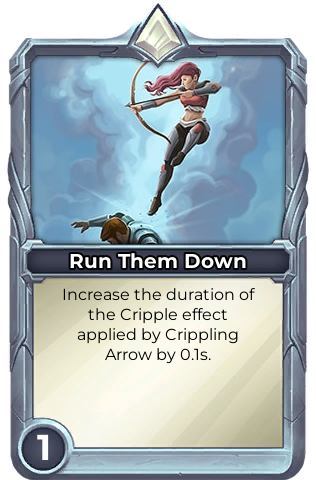 Run Them Down
Increase the duration of
the Cripple effect
applied by Crippling
Arrow by 0.1s.
1